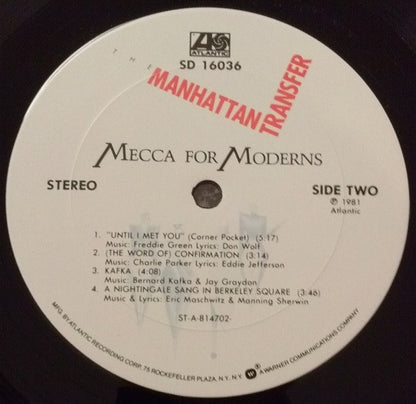 ATLANTIC
SD 16036
THE
MANHATTAN
TRANSFER
MECCA FOR MODERNS
STEREO
SIDE TWO
℗ 1981
Atlantic
1. "UNTIL I MET YOU" (Corner Pocket) (5:17)
Music: Freddie Green Lyrics: Don Wolf
2. (THE WORD OF) CONFIRMATION (3:14)
Music: Charlie Parker Lyrics: Eddie Jefferson
3. KAFKA (4:08)
Music: Bernard Kafka & Jay Graydon
4. A NIGHTINGALE SANG IN BERKELEY SQUARE (3:46)
Music & Lyrics: Eric Maschwitz & Manning Sherwin
ST-A-814702-
MFG. BY ATLANTIC RECORDING CORP., 75 ROCKEFELLER PLAZA, N.Y., N.Y. A WARNER COMMUNICATIONS COMPANY